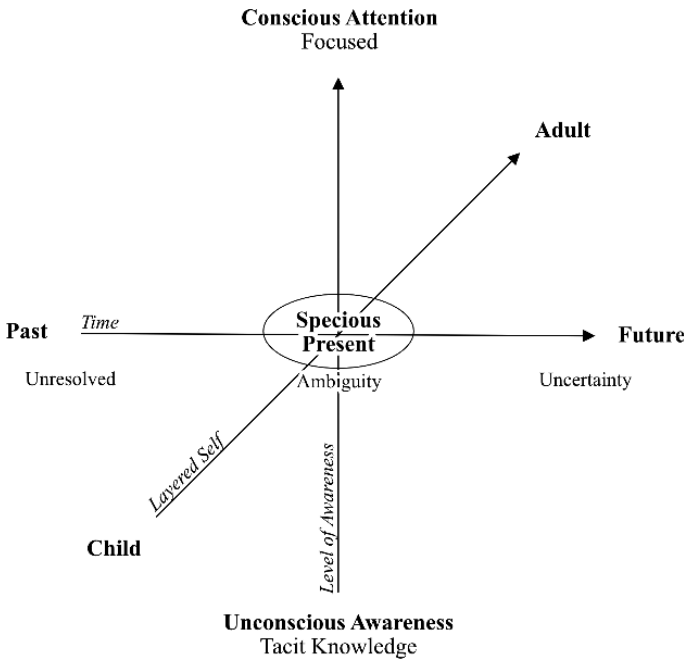 Conscious Attention
Focused
Adult
Time
Past
Specious
Present
Future
Unresolved
Ambiguity
Uncertainty
Layered Self
Level of Awareness
Child
Unconscious Awareness
Tacit Knowledge